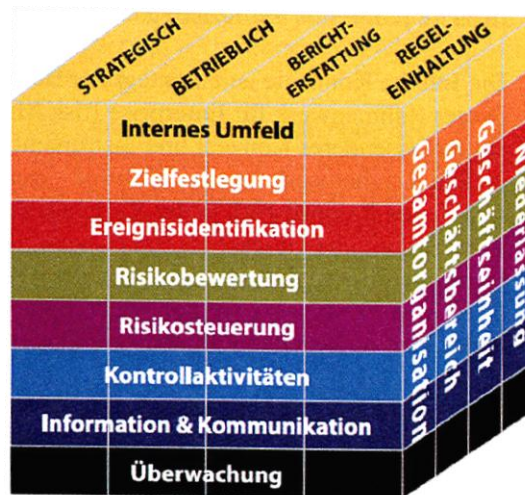 STRATEGISCH
BETRIEBLICH
BERICHT-
ERSTATTUNG
REGEL-
EINHALTUNG
Internes Umfeld
Zielfestlegung
Ereignisidentifikation
Risikobewertung
Risikosteuerung
Kontrollaktivitäten
Information & Kommunikation
Überwachung
Gesamtorganisation
Geschäftsbereich
Geschäftseinheit
Niederlassung